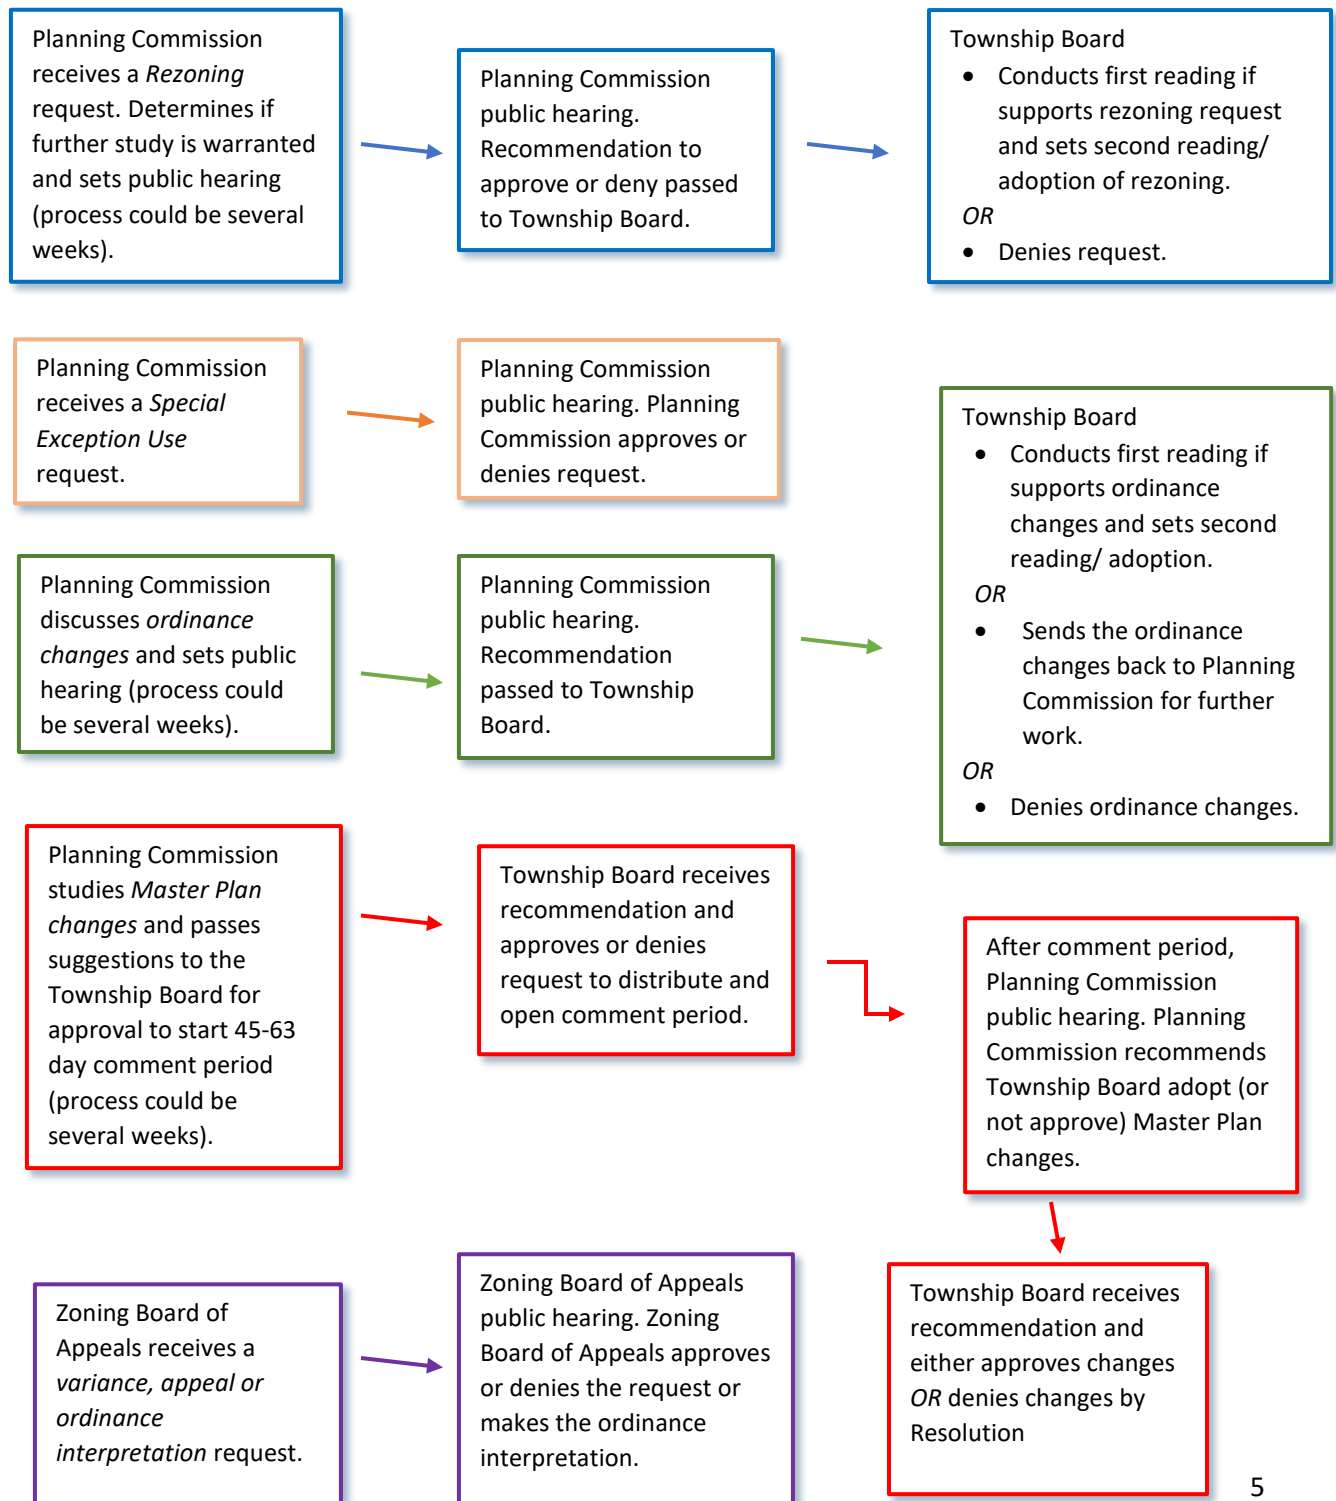 Planning Commission
receives a Rezoning
request. Determines if
further study is warranted
and sets public hearing
(process could be several
weeks).
Planning Commission
public hearing.
Recommendation to
approve or deny passed
to Township Board.
Township Board
• Conducts first reading if
supports rezoning request
and sets second reading/
adoption of rezoning.
OR
• Denies request.
Planning Commission
receives a Special
Exception Use
request.
Planning Commission
public hearing. Planning
Commission approves or
denies request.
Planning Commission
discusses ordinance
changes and sets public
hearing (process could
be several weeks).
Planning Commission
public hearing.
Recommendation
passed to Township
Board.
Township Board
• Conducts first reading if
supports ordinance
changes and sets second
reading/ adoption.
OR
• Sends the ordinance
changes back to Planning
Commission for further
work.
OR
• Denies ordinance changes.
Planning Commission
studies Master Plan
changes and passes
suggestions to the
Township Board for
approval to start 45-63
day comment period
(process could be
several weeks).
Township Board receives
recommendation and
approves or denies
request to distribute and
open comment period.
After comment period,
Planning Commission
public hearing. Planning
Commission recommends
Township Board adopt (or
not approve) Master Plan
changes.
Township Board receives
recommendation and
either approves changes
OR denies changes by
Resolution
Zoning Board of
Appeals receives a
variance, appeal or
ordinance
interpretation request.
Zoning Board of Appeals
public hearing. Zoning
Board of Appeals approves
or denies the request or
makes the ordinance
interpretation.
5